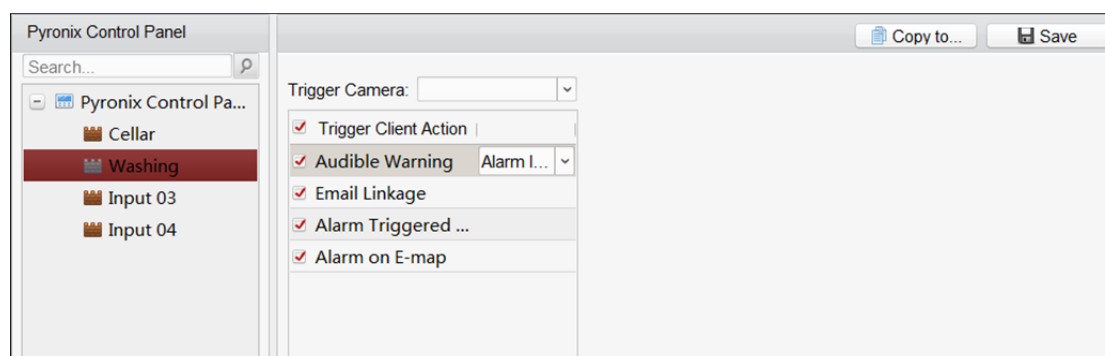 Pyronix Control Panel
Copy to...
Save
Search...
Trigger Camera:
Pyronix Control Pa...
Trigger Client Action
Cellar
Audible Warning
Alarm I...
Washing
Email Linkage
Input 03
Alarm Triggered ...
Input 04
Alarm on E-map